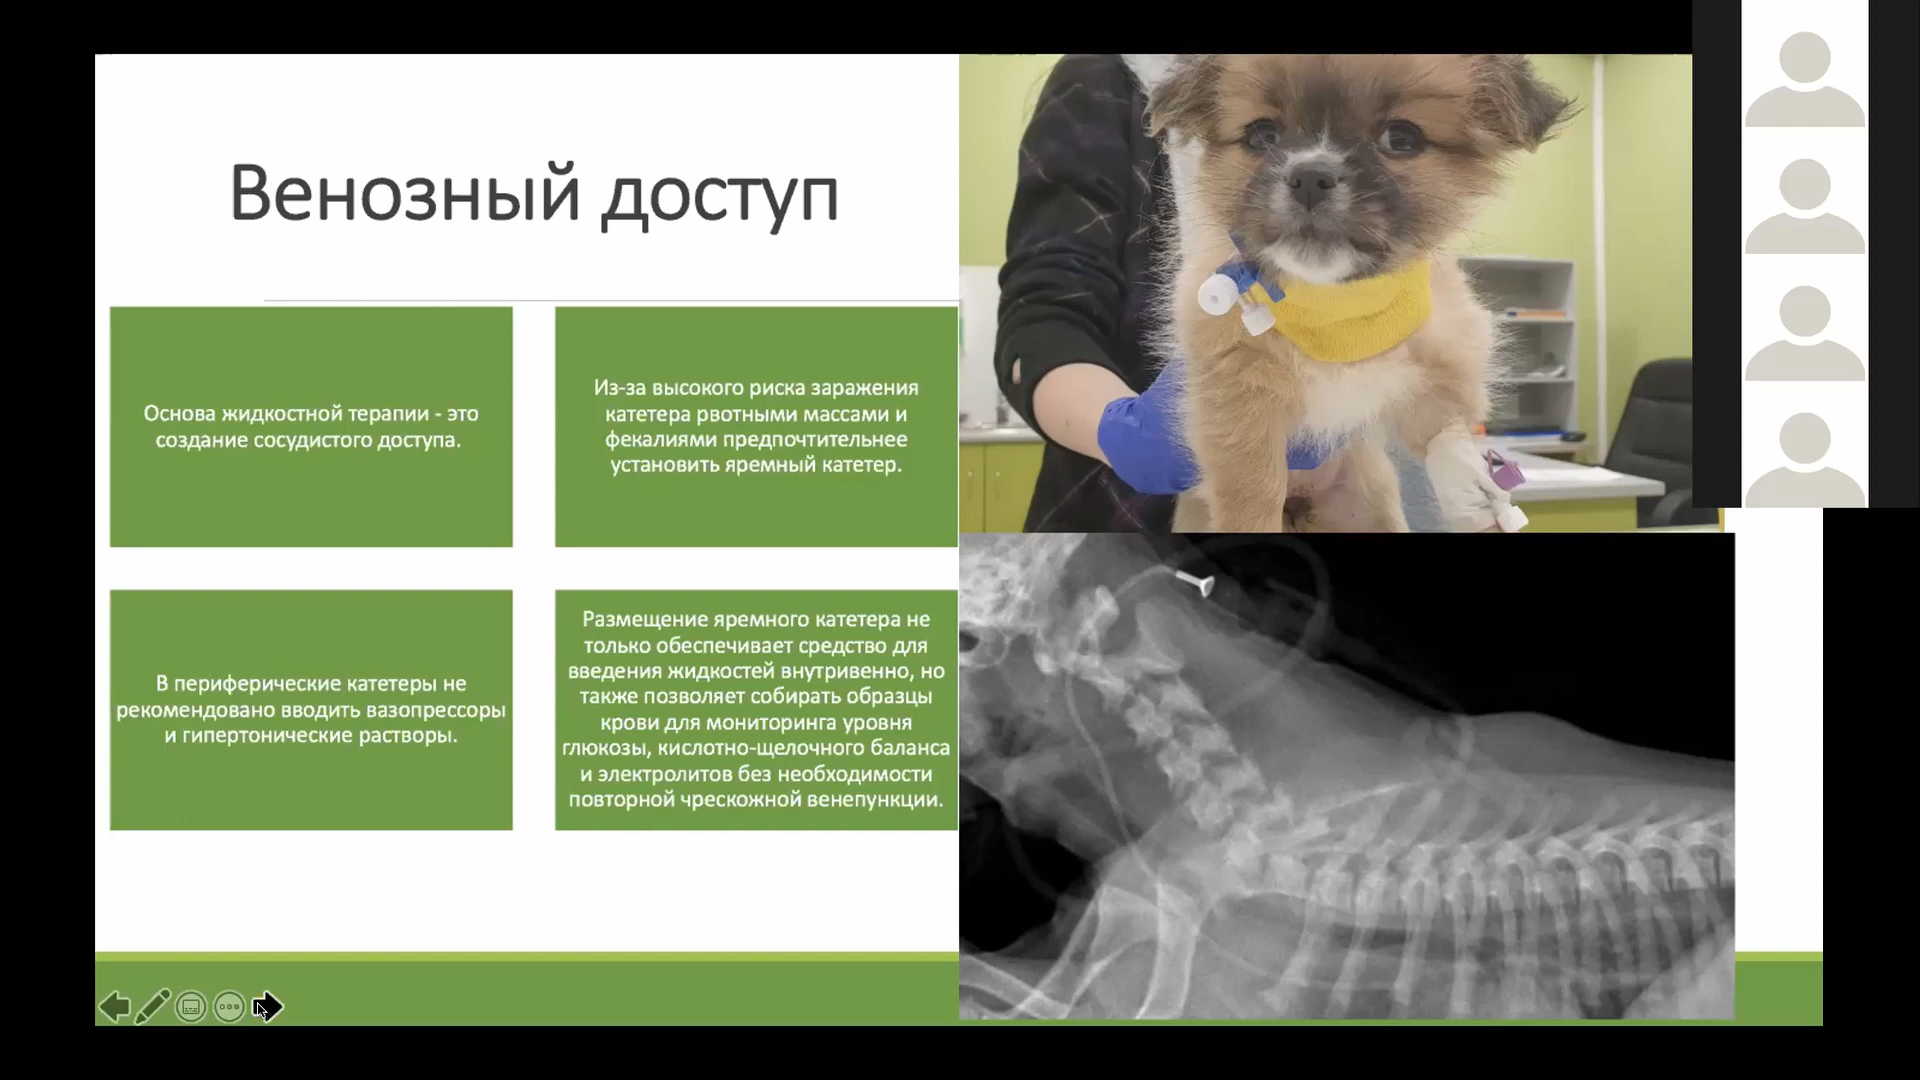 Венозный доступ
Основа жидкостной терапии - это
создание сосудистого доступа.
Из-за высокого риска заражения
катетера рвотными массами и
фекалиями предпочтительнее
установить яремный катетер.
В периферические катетеры не
рекомендовано вводить вазопрессоры
и гипертонические растворы.
Размещение яремного катетера не
только обеспечивает средство для
введения жидкостей внутривенно, но
также позволяет собирать образцы
крови для мониторинга уровня
глюкозы, кислотно-щелочного баланса
и электролитов без необходимости
повторной чрескожной венепункции.